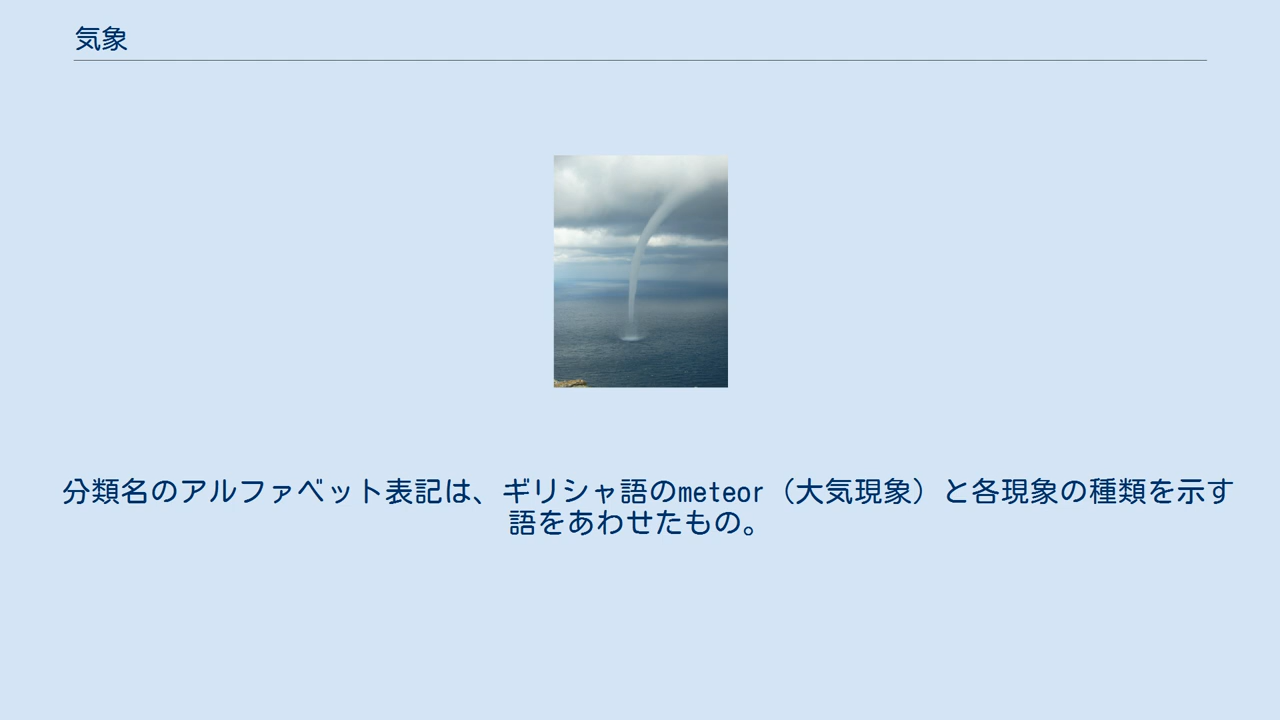 気象
分類名のアルファベット表記は、ギリシャ語のmeteor（大気現象）と各現象の種類を示す
語をあわせたもの。